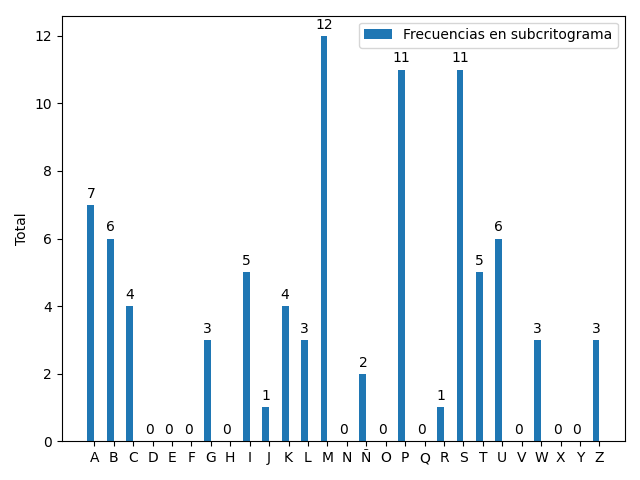 Frecuencias en subcritograma
Total
12
10
8
6
4
2
0
7 6 4 0 0 0 3 0 5 1 4 3 12 0 2 0 11 0 1 11 5 6 0 3 0 0 3
A B C D E F G H I J K L M N Ñ O P Q R S T U V W X Y Z